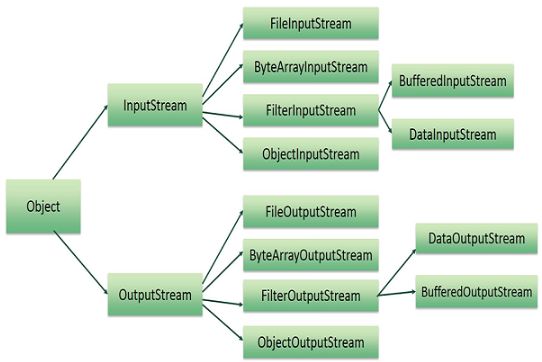 FileInputStream
ByteArrayInputStream
BufferedInputStream
InputStream
FilterInputStream
DataInputStream
ObjectInputStream
Object
FileOutputStream
DataOutputStream
ByteArrayOutputStream
OutputStream
FilterOutputStream
BufferedOutputStream
ObjectOutputStream